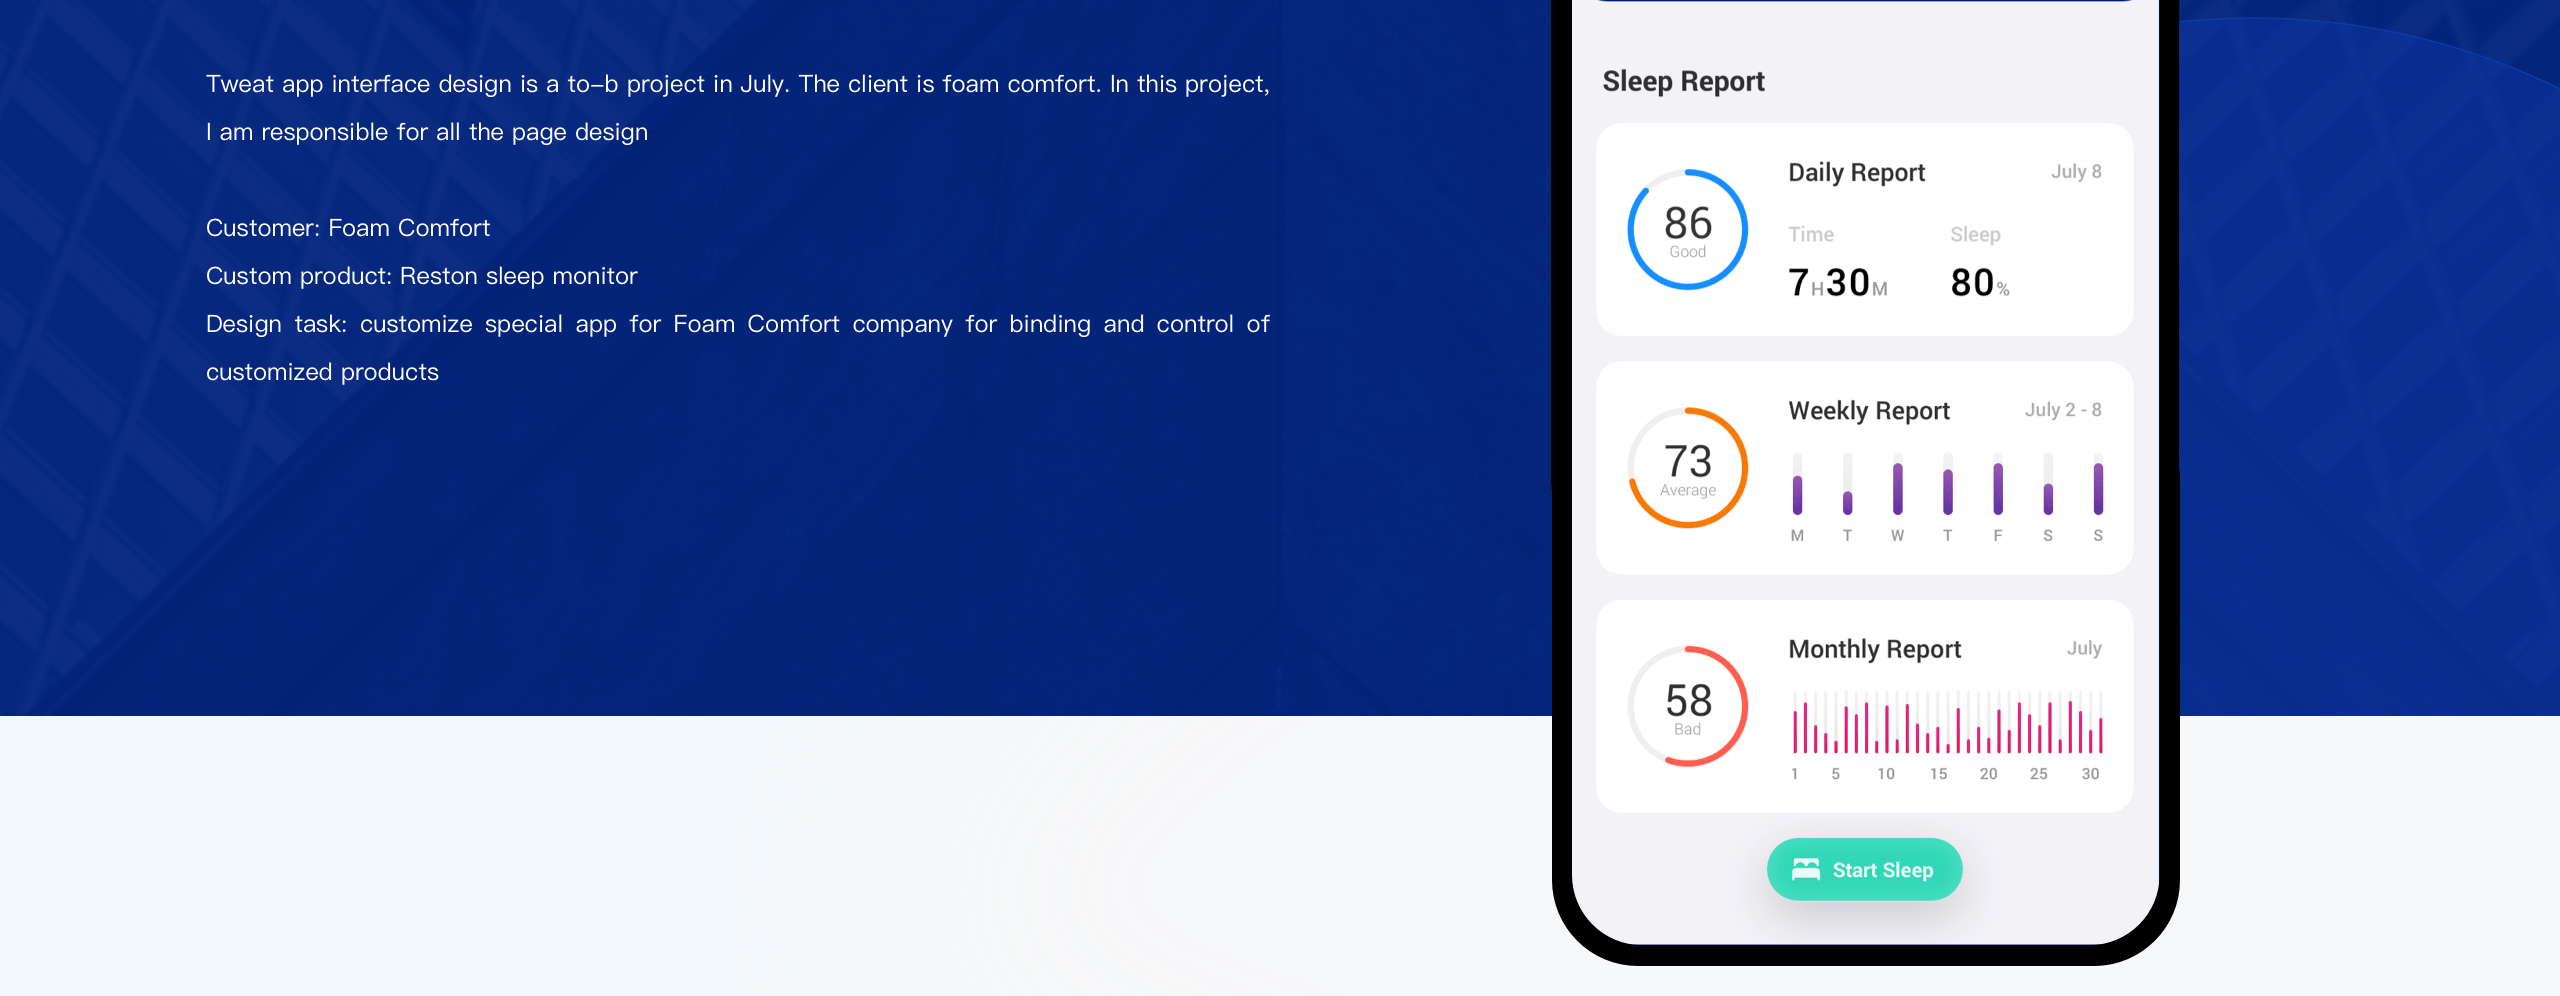 Tweat app interface design is a to-b project in July. The client is foam comfort. In this project,
I am responsible for all the page design
Customer: Foam Comfort
Custom product: Reston sleep monitor
Design task: customize special app for Foam Comfort company for binding and control of
customized products
Sleep Report
Daily Report July 8
86
Good
Time Sleep
7H30M 80%
Weekly Report July 2 - 8
73
Average
M T W T F S S
Monthly Report July
58
Bad
1 5 10 15 20 25 30
Start Sleep